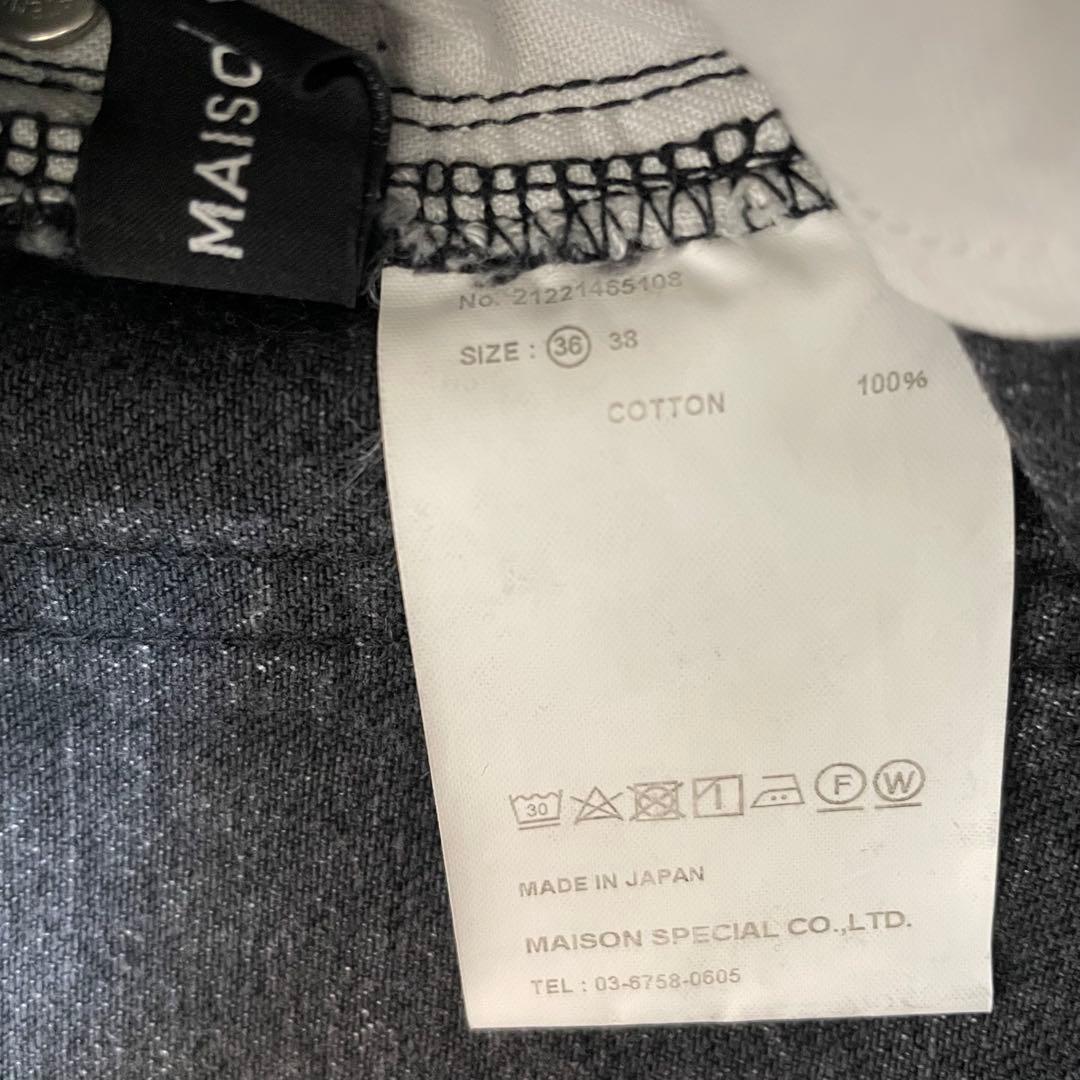 MAISO
No. 21221465108
SIZE : 36 38
COTTON 100%
30 F W
MADE IN JAPAN
MAISON SPECIAL CO.,LTD.
TEL : 03-6758-0605